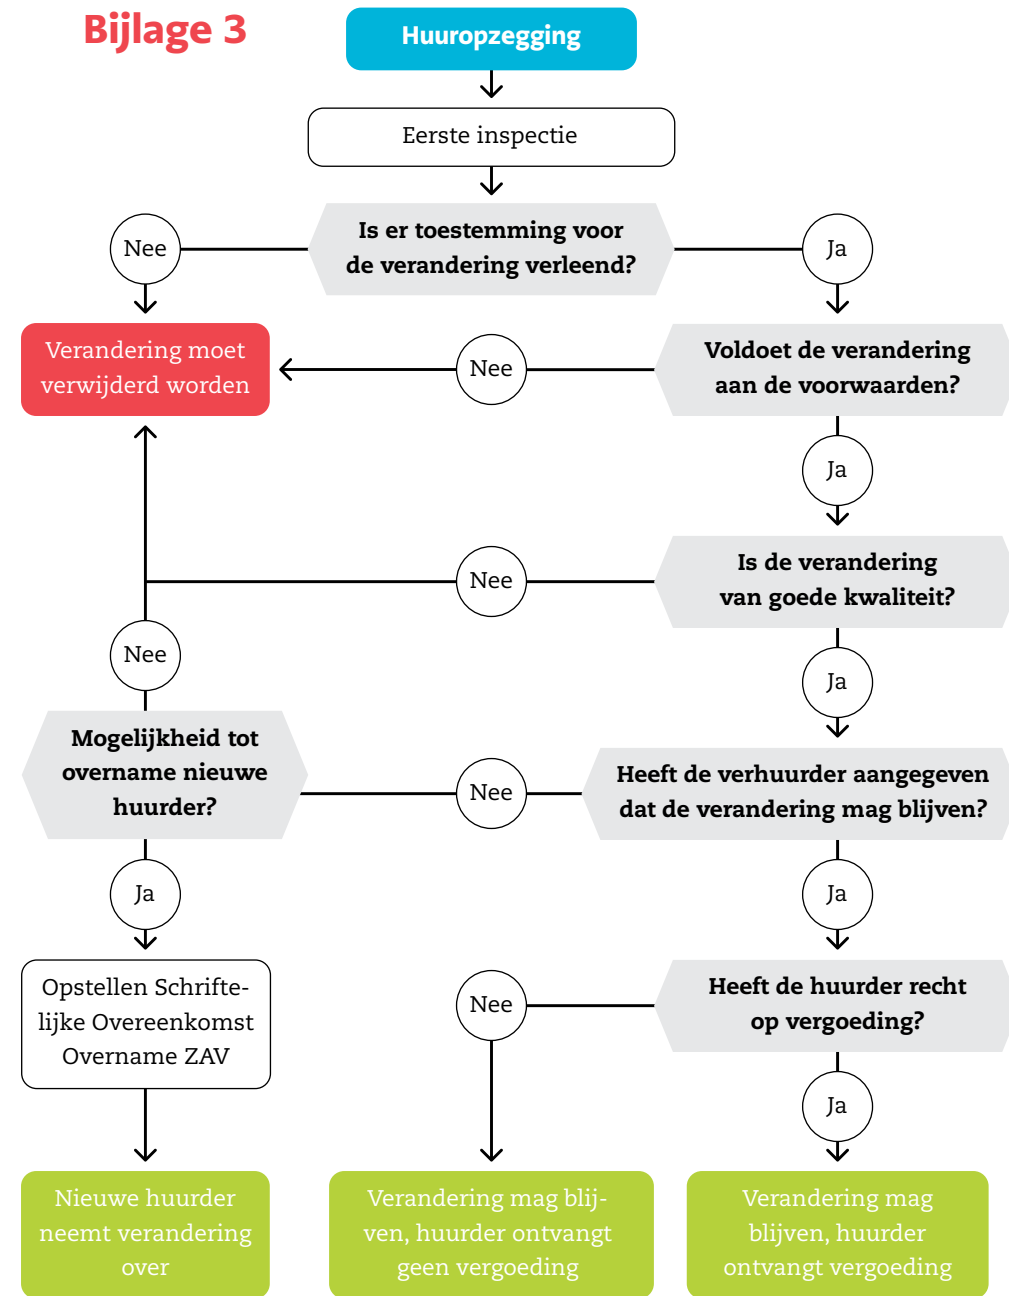 Bijlage 3
Huuropzegging
Eerste inspectie
Is er toestemming voor
de verandering verleend?
Nee
Ja
Verandering moet
verwijderd worden
Nee
Voldoet de verandering
aan de voorwaarden?
Ja
Nee
Is de verandering
van goede kwaliteit?
Nee
Ja
Mogelijkheid tot
overname nieuwe
huurder?
Nee
Heeft de verhuurder aangegeven
dat de verandering mag blijven?
Ja
Ja
Opstellen Schrifte-
lijke Overeenkomst
Overname ZAV
Nee
Heeft de huurder recht
op vergoeding?
Ja
Nieuwe huurder
neemt verandering
over
Verandering mag blij-
ven, huurder ontvangt
geen vergoeding
Verandering mag
blijven, huurder
ontvangt vergoeding